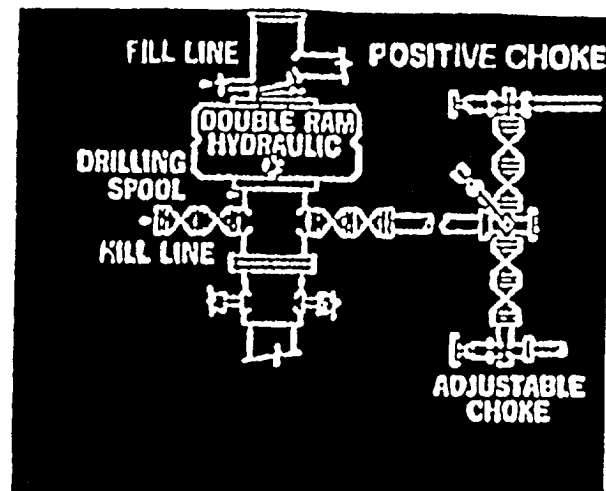 FILL LINE
POSITIVE CHOKE
DOUBLE RAM
HYDRAULIC
DRILLING
SPOOL
KILL LINE
ADJUSTABLE
CHOKE